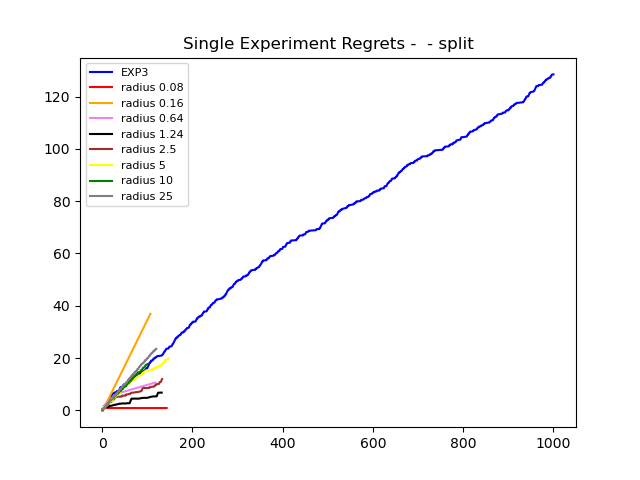 Single Experiment Regrets -  - split
EXP3
radius 0.08
radius 0.16
radius 0.64
radius 1.24
radius 2.5
radius 5
radius 10
radius 25
120
100
80
60
40
20
0
0 200 400 600 800 1000